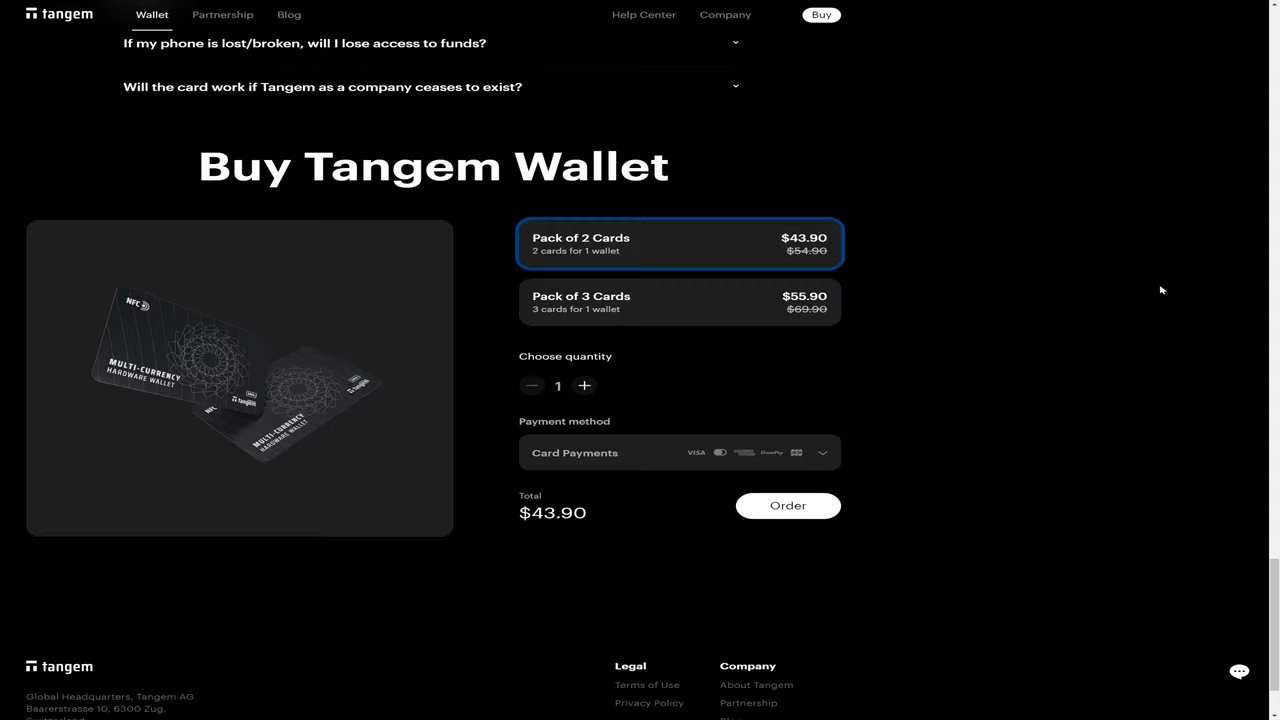 tangem
Wallet
Partnership
Blog
Help Center
Company
Buy
If my phone is lost/broken, will I lose access to funds?
Will the card work if Tangem as a company ceases to exist?
Buy Tangem Wallet
NFC
MULTI-CURRENCY
HARDWARE WALLET
tangem
NFC
MULTI-CURRENCY
HARDWARE WALLET
tangem
Pack of 2 Cards
$43.90
2 cards for 1 wallet
$54.90
Pack of 3 Cards
$55.90
3 cards for 1 wallet
$69.90
Choose quantity
1
Payment method
Card Payments
VISA
UnionPay
JCB
Total
$43.90
Order
tangem
Global Headquarters, Tangem AG
Baarerstrasse 10, 6300 Zug,
Switzerland
Legal
Terms of Use
Privacy Policy
Company
About Tangem
Partnership
Blog